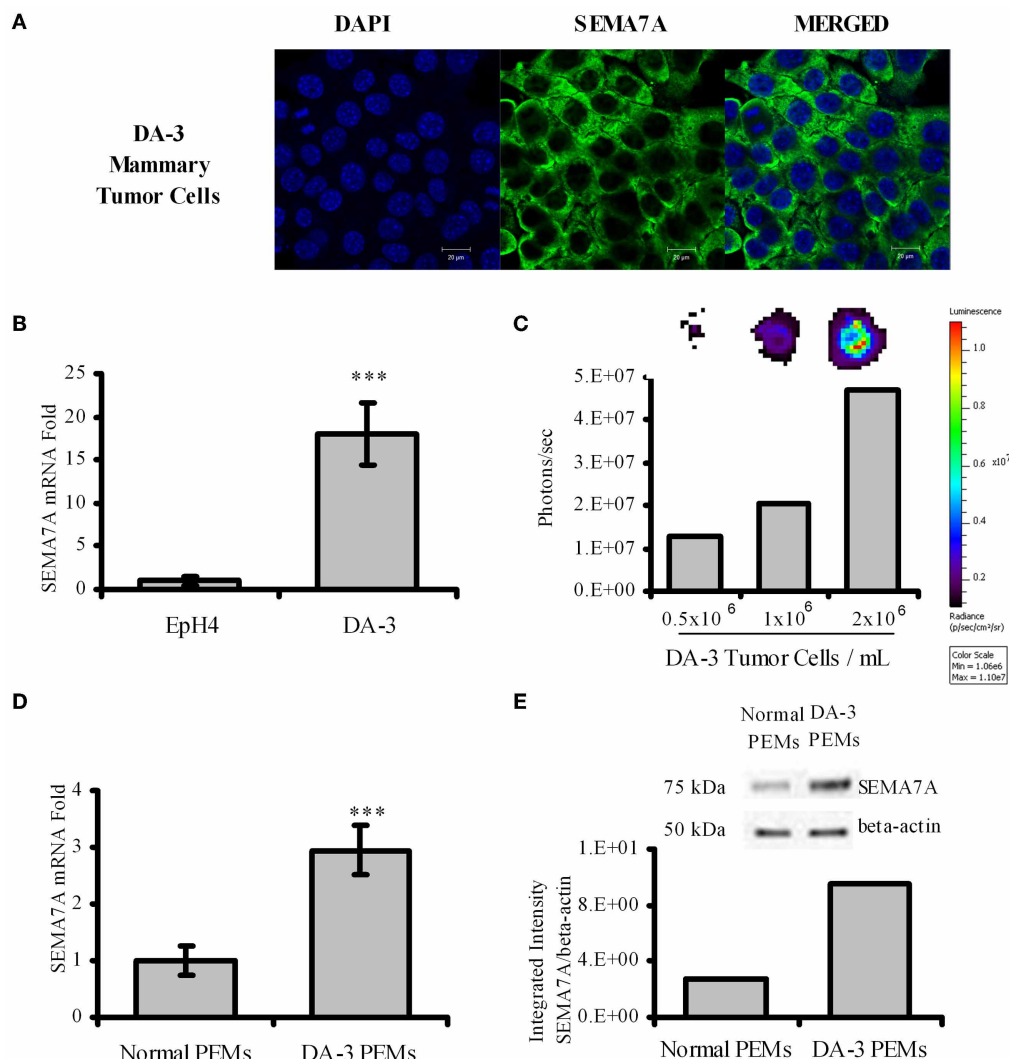 A
DAPI
SEMA7A
MERGED
DA-3
Mammary
Tumor Cells
20 µm
20 µm
20 µm
B
SEMA7A mRNA Fold
25
20
15
10
5
0
***
EpH4
DA-3
C
Photons/sec
5.E+07
4.E+07
3.E+07
2.E+07
1.E+07
0.E+00
0.5x10^6
1x10^6
2x10^6
DA-3 Tumor Cells / mL
Luminescence
1.0
0.8
0.6
x10^7
0.4
0.2
Radiance
(p/sec/cm²/sr)
Color Scale
Min = 1.06e6
Max = 1.10e7
D
SEMA7A mRNA Fold
4
3
2
1
0
***
Normal PEMs
DA-3 PEMs
E
Normal PEMs
DA-3 PEMs
75 kDa
SEMA7A
50 kDa
beta-actin
Integrated Intensity
SEMA7A/beta-actin
1.E+01
8.E+00
4.E+00
0.E+00
Normal PEMs
DA-3 PEMs